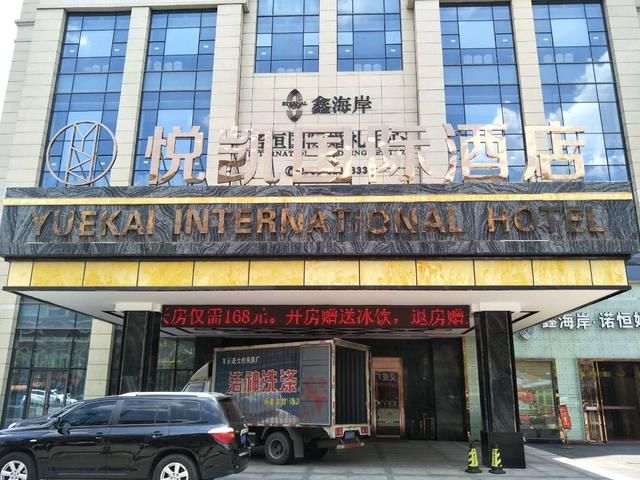 ETERNAL
鑫海岸
悦凯国际酒店
YUEKAI INTERNATIONAL HOTEL
房仅需168元。开房赠送冰饮，退房赠
鑫海岸·诺恒
洁神洗涤